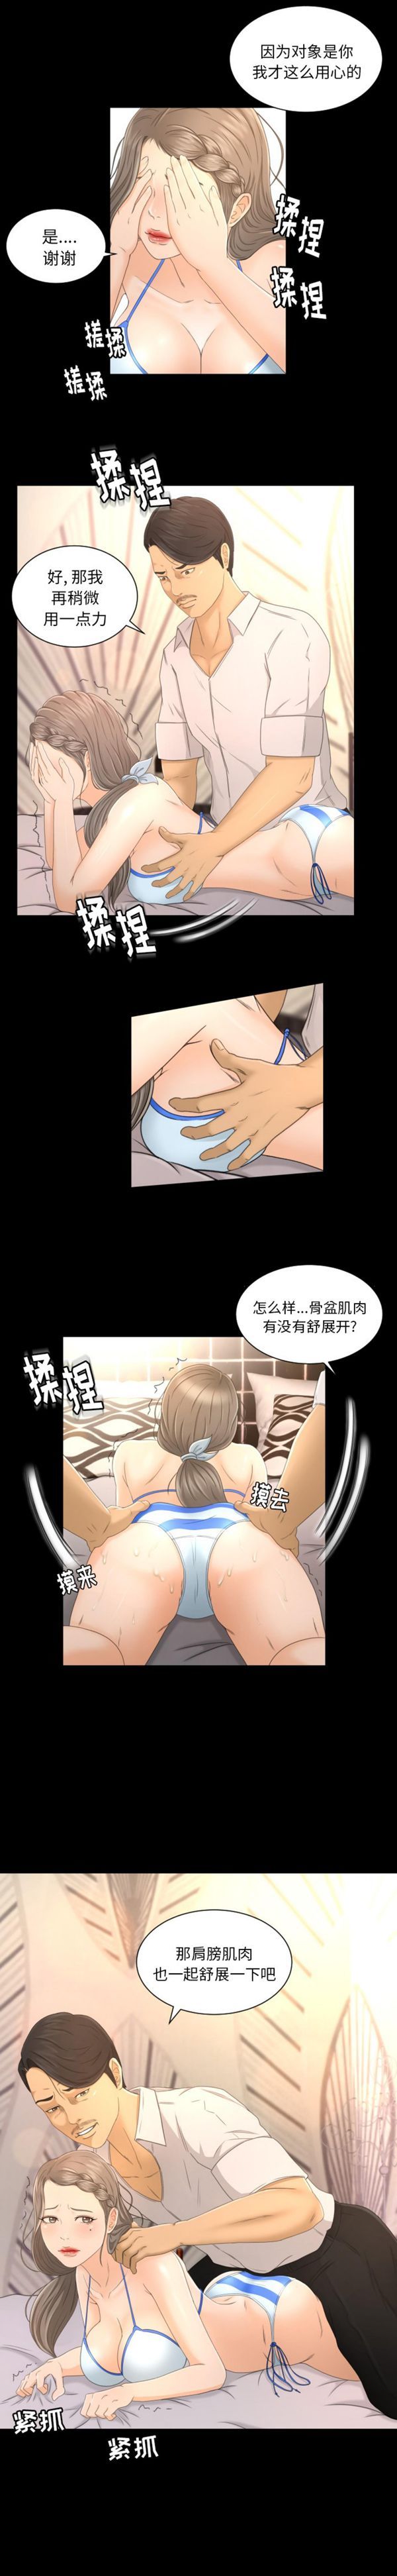 因为对象是你
我才这么用心的
是....
谢谢
揉捏
揉捏
搓揉
搓揉
揉捏
好, 那我
再稍微
用一点力
揉捏
怎么样...骨盆肌肉
有没有舒展开?
揉捏
摸去
摸来
那肩膀肌肉
也一起舒展一下吧
紧抓
紧抓